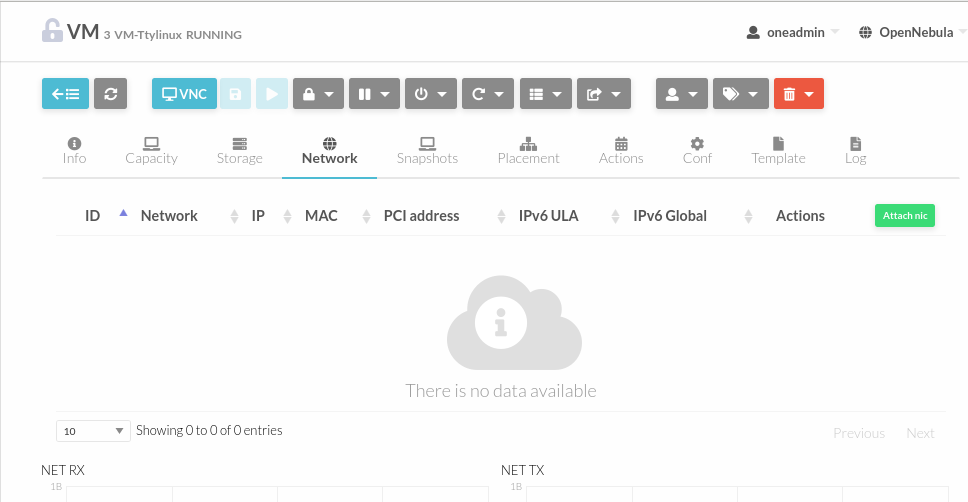 VM 3 VM-Ttylinux RUNNING
oneadmin OpenNebula
VNC
Info Capacity Storage Network Snapshots Placement Actions Conf Template Log
ID Network IP MAC PCI address IPv6 ULA IPv6 Global Actions Attach nic
There is no data available
10 Showing 0 to 0 of 0 entries
Previous Next
NET RX NET TX
1B 1B